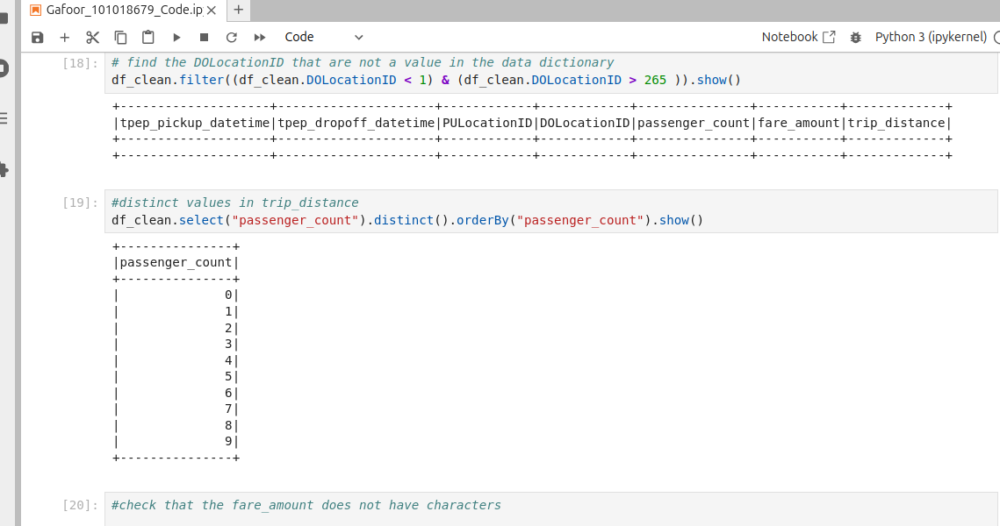 Gafoor_101018679_Code.ip
Code
Notebook
Python 3 (ipykernel)
[18]: # find the DOLocationID that are not a value in the data dictionary
df_clean.filter((df_clean.DOLocationID < 1) & (df_clean.DOLocationID > 265 )).show()
+--------------------+---------------------+------------+------------+---------------+-----------+-------------+
|tpep_pickup_datetime|tpep_dropoff_datetime|PULocationID|DOLocationID|passenger_count|fare_amount|trip_distance|
+--------------------+---------------------+------------+------------+---------------+-----------+-------------+
+--------------------+---------------------+------------+------------+---------------+-----------+-------------+
[19]: #distinct values in trip_distance
df_clean.select("passenger_count").distinct().orderBy("passenger_count").show()
+---------------+
|passenger_count|
+---------------+
|              0|
|              1|
|              2|
|              3|
|              4|
|              5|
|              6|
|              7|
|              8|
|              9|
+---------------+
[20]: #check that the fare_amount does not have characters